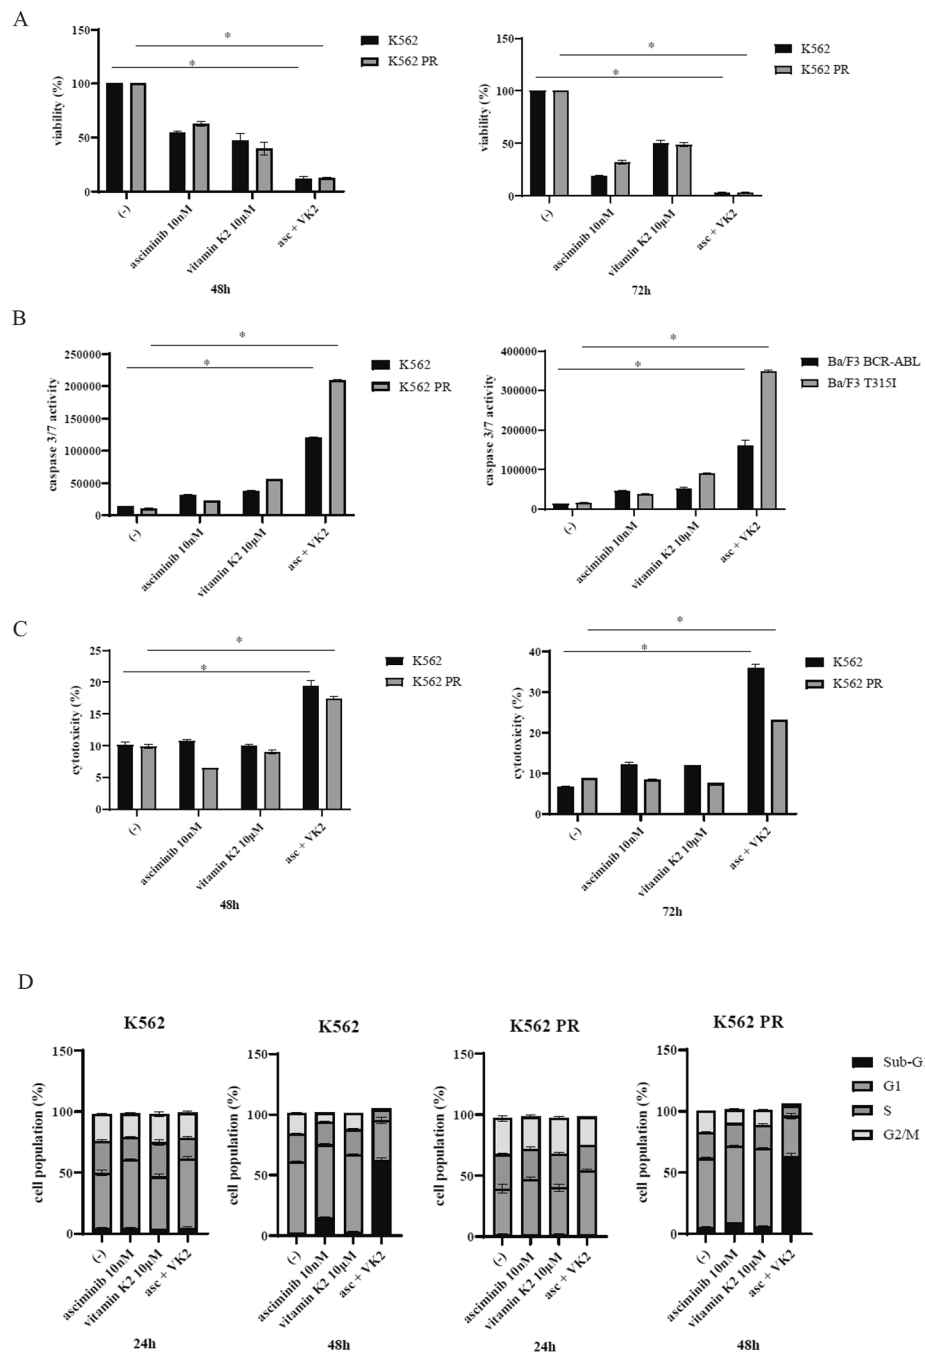 A
*
*
K562
K562 PR
viability (%)
150
100
50
0
(-)
asciminib 10nM
vitamin K2 10μM
asc + VK2
48h
*
*
K562
K562 PR
viability (%)
150
100
50
0
(-)
asciminib 10nM
vitamin K2 10μM
asc + VK2
72h
B
*
*
K562
K562 PR
caspase 3/7 activity
250000
200000
150000
100000
50000
0
(-)
asciminib 10nM
vitamin K2 10μM
asc + VK2
*
*
Ba/F3 BCR-ABL
Ba/F3 T315I
caspase 3/7 activity
400000
300000
200000
100000
0
(-)
asciminib 10nM
vitamin K2 10μM
asc + VK2
C
*
*
K562
K562 PR
cytotoxicity (%)
25
20
15
10
5
0
(-)
asciminib 10nM
vitamin K2 10μM
asc + VK2
48h
*
*
K562
K562 PR
cytotoxicity (%)
40
30
20
10
0
(-)
asciminib 10nM
vitamin K2 10μM
asc + VK2
72h
D
K562
cell population (%)
150
100
50
0
(-)
asciminib 10nM
vitamin K2 10μM
asc + VK2
24h
K562
cell population (%)
150
100
50
0
(-)
asciminib 10nM
vitamin K2 10μM
asc + VK2
48h
K562 PR
cell population (%)
150
100
50
0
(-)
asciminib 10nM
vitamin K2 10μM
asc + VK2
24h
K562 PR
cell population (%)
150
100
50
0
(-)
asciminib 10nM
vitamin K2 10μM
asc + VK2
48h
Sub-G1
G1
S
G2/M